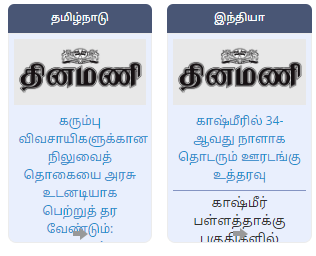 தமிழ்நாடு
தினமணி
கரும்பு
விவசாயிகளுக்கான
நிலுவைத்
தொகையை அரசு
உடனடியாக
பெற்றுத் தர
வேண்டும்:
இந்தியா
தினமணி
காஷ்மீரில் 34-
ஆவது நாளாக
தொடரும் ஊரடங்கு
உத்தரவு
காஷ்மீர்
பள்ளத்தாக்கு
பகுதிகளில்